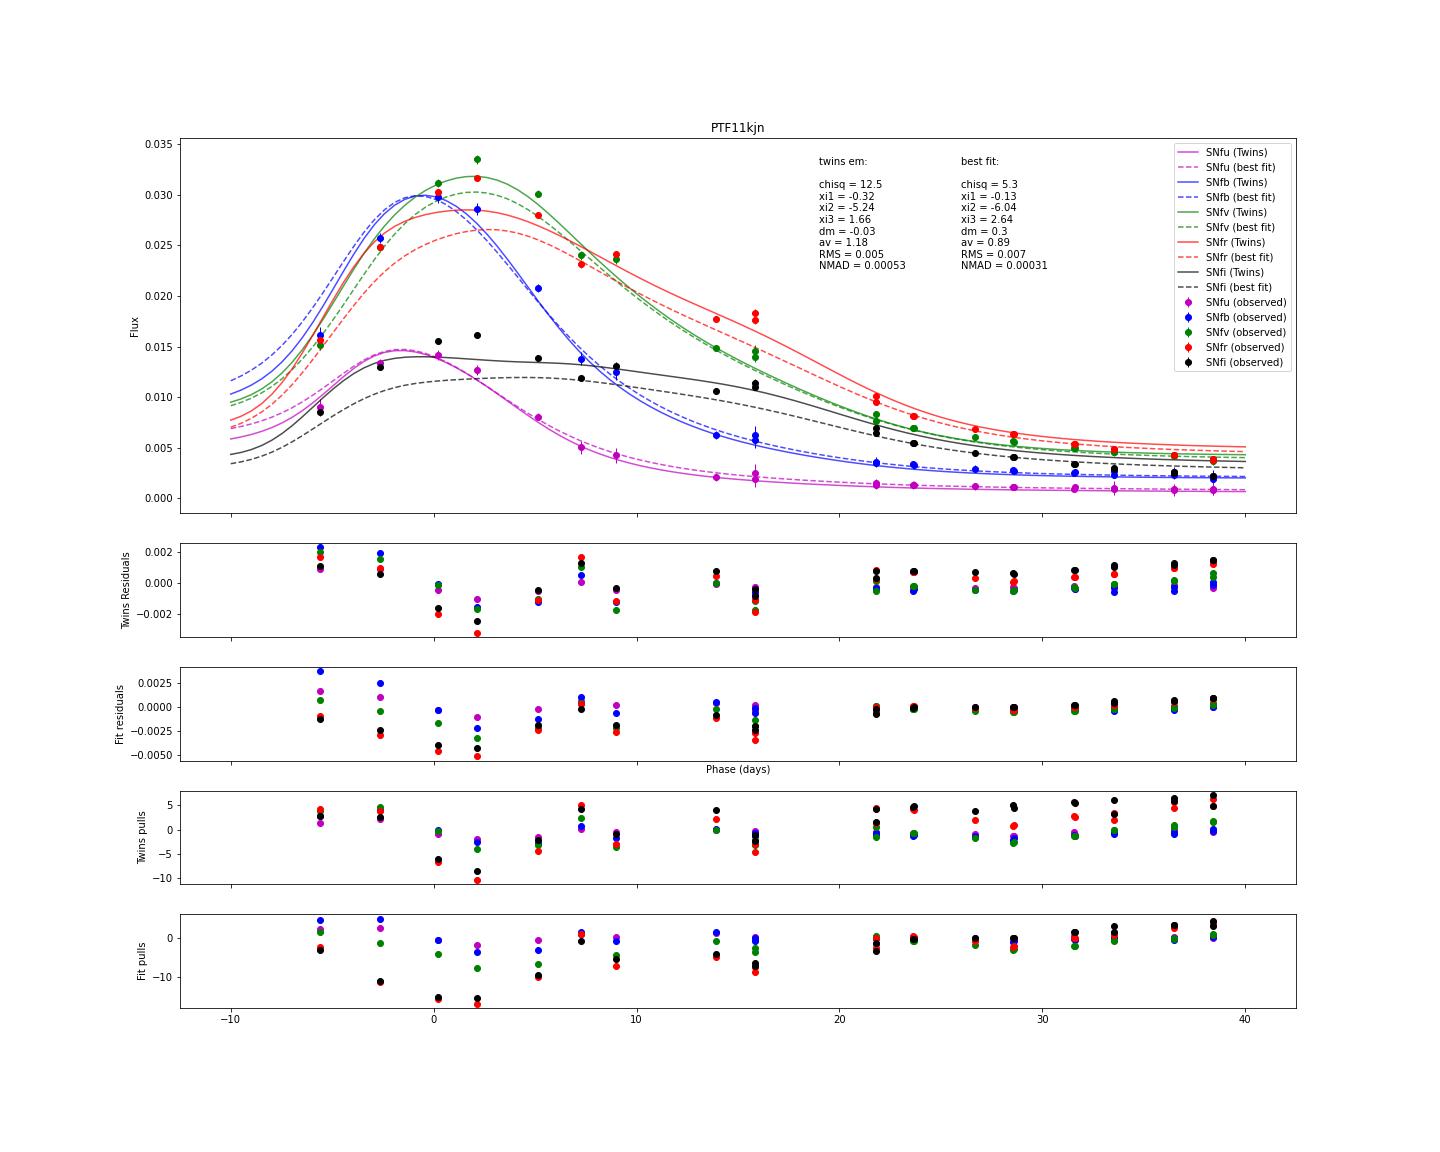 PTF11kjn
0.035
0.030
0.025
0.020
0.015
0.010
0.005
0.000
Flux
twins em:
chisq = 12.5
xi1 = -0.32
xi2 = -5.24
xi3 = 1.66
dm = -0.03
av = 1.18
RMS = 0.005
NMAD = 0.00053
best fit:
chisq = 5.3
xi1 = -0.13
xi2 = -6.04
xi3 = 2.64
dm = 0.3
av = 0.89
RMS = 0.007
NMAD = 0.00031
SNfu (Twins)
SNfu (best fit)
SNfb (Twins)
SNfb (best fit)
SNfv (Twins)
SNfv (best fit)
SNfr (Twins)
SNfr (best fit)
SNfi (Twins)
SNfi (best fit)
SNfu (observed)
SNfb (observed)
SNfv (observed)
SNfr (observed)
SNfi (observed)
0.002
0.000
−0.002
Twins Residuals
0.0025
0.0000
−0.0025
−0.0050
Fit residuals
Phase (days)
5
0
−5
−10
Twins pulls
0
−10
Fit pulls
−10
0
10
20
30
40